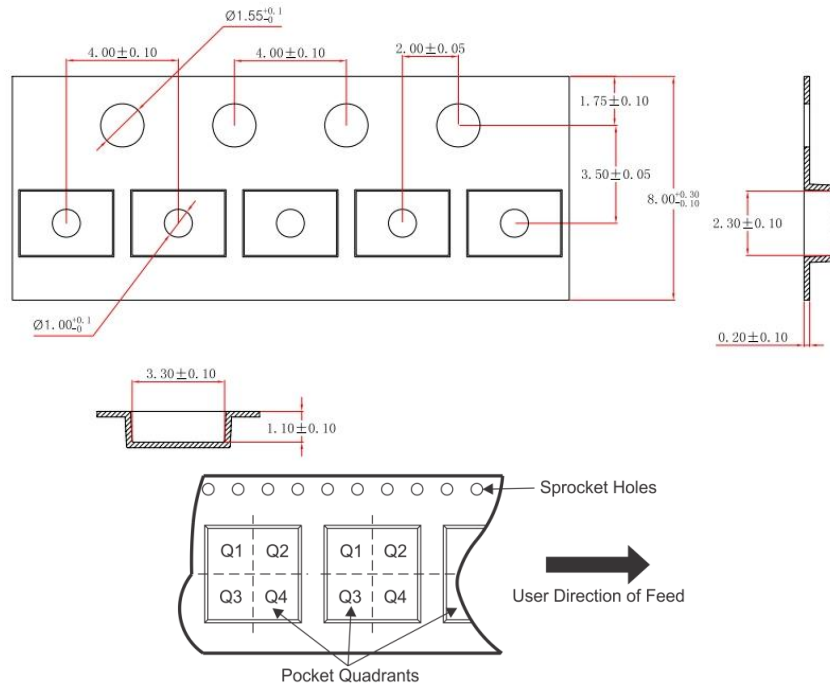 Ø1.55 +0.1 -0
4.00±0.10
4.00±0.10
2.00±0.05
1.75±0.10
3.50±0.05
8.00 +0.30 -0.10
2.30±0.10
Ø1.00 +0.1 -0
0.20±0.10
3.30±0.10
1.10±0.10
Sprocket Holes
Q1 Q2 Q1 Q2
Q3 Q4 Q3 Q4
User Direction of Feed
Pocket Quadrants